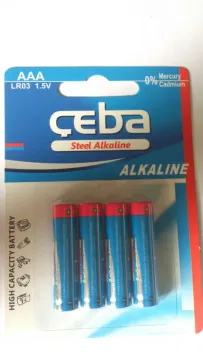 AAA
LR03 1.5V
0% Mercury
Cadmium
çeba
Steel Alkaline
ALKALINE
HIGH CAPACITY BATTERY